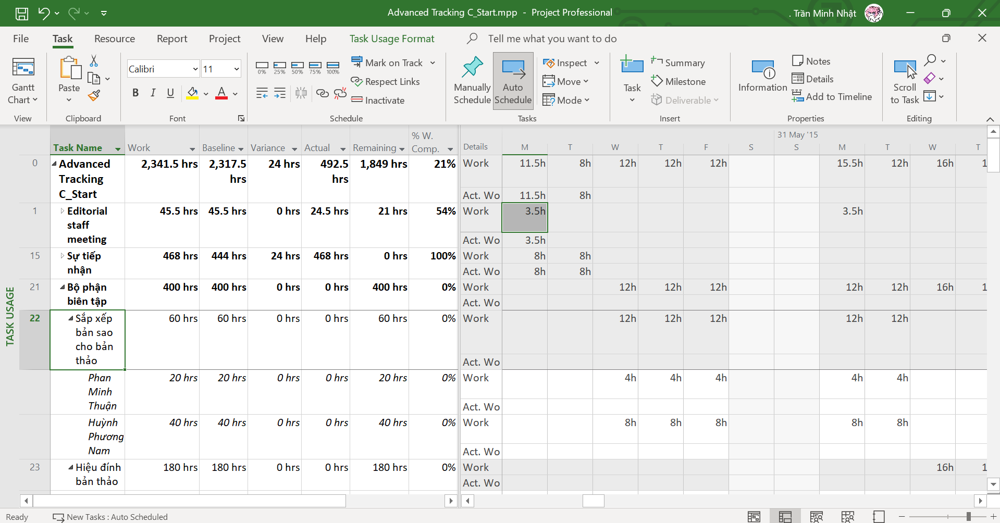 Advanced Tracking C_Start.mpp - Project Professional
. Trần Minh Nhật
File Task Resource Report Project View Help Task Usage Format Tell me what you want to do
Gantt Chart
View
Paste
Clipboard
Calibri 11
B I U A
Font
0% 25% 50% 75% 100%
Mark on Track
Respect Links
Inactivate
Schedule
Manually Schedule
Auto Schedule
Inspect
Move
Mode
Tasks
Task
Summary
Milestone
Deliverable
Insert
Information
Notes
Details
Add to Timeline
Properties
Scroll to Task
Editing
TASK USAGE
Task Name Work Baseline Variance Actual Remaining % W. Comp. Details
31 May '15
M T W T F S S M T W T
0 Advanced Tracking C_Start 2,341.5 hrs 2,317.5 hrs 24 hrs 492.5 hrs 1,849 hrs 21% Work 11.5h 8h 12h 12h 12h 15.5h 12h 16h 1
Act. Wo 11.5h 8h
1 Editorial staff meeting 45.5 hrs 45.5 hrs 0 hrs 24.5 hrs 21 hrs 54% Work 3.5h 3.5h
Act. Wo 3.5h
15 Sự tiếp nhận 468 hrs 444 hrs 24 hrs 468 hrs 0 hrs 100% Work 8h 8h
Act. Wo 8h 8h
21 Bộ phận biên tập 400 hrs 400 hrs 0 hrs 0 hrs 400 hrs 0% Work 12h 12h 12h 12h 12h 16h 1
Act. Wo
22 Sắp xếp bản sao cho bản thảo 60 hrs 60 hrs 0 hrs 0 hrs 60 hrs 0% Work 12h 12h 12h 12h 12h
Act. Wo
Phan Minh Thuận 20 hrs 20 hrs 0 hrs 0 hrs 20 hrs 0% Work 4h 4h 4h 4h 4h
Act. Wo
Huỳnh Phương Nam 40 hrs 40 hrs 0 hrs 0 hrs 40 hrs 0% Work 8h 8h 8h 8h 8h
Act. Wo
23 Hiệu đính bản thảo 180 hrs 180 hrs 0 hrs 0 hrs 180 hrs 0% Work 16h 1
Act. Wo
Ready New Tasks : Auto Scheduled